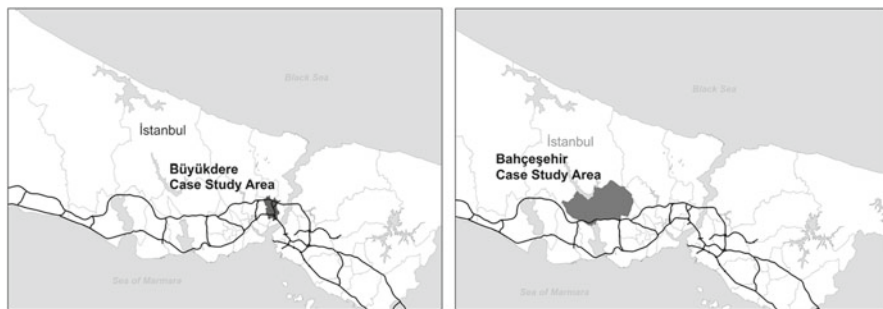 Black Sea
İstanbul
Büyükdere
Case Study Area
Sea of Marmara
Black Sea
İstanbul
Bahçeşehir
Case Study Area
Sea of Marmara